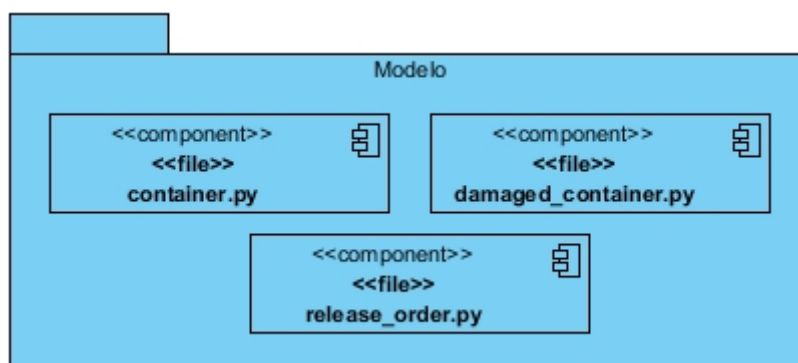 Modelo
<<component>>
<<file>>
container.py
<<component>>
<<file>>
damaged_container.py
<<component>>
<<file>>
release_order.py